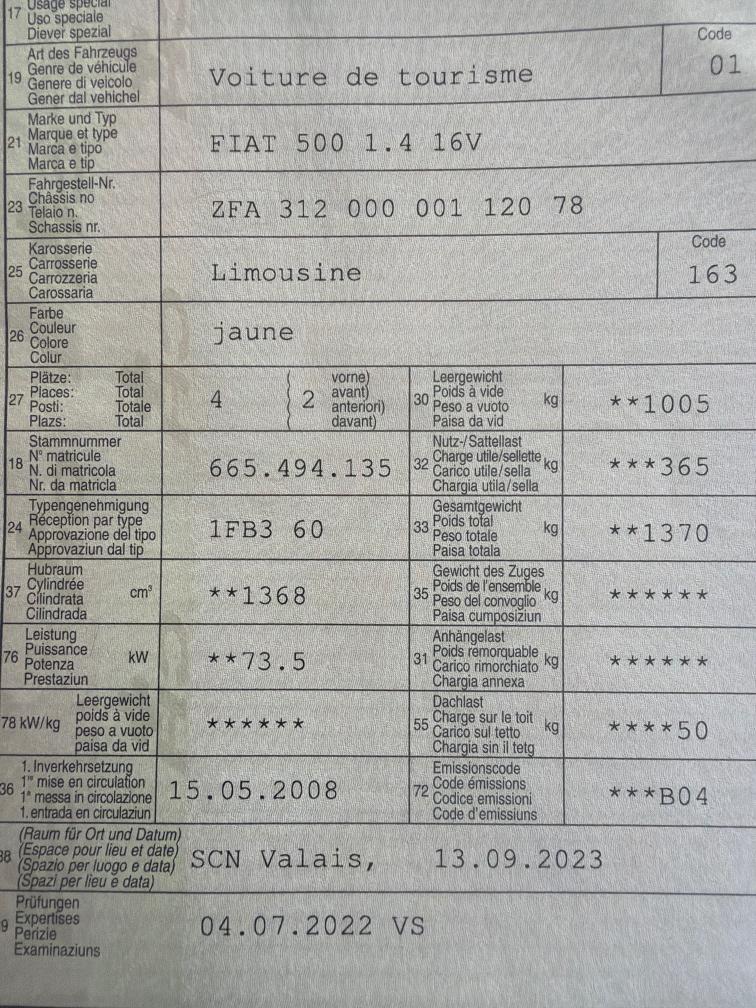 17 Usage spécial
Uso speciale
Diever spezial
19 Art des Fahrzeugs
Genre de véhicule
Genere di veicolo
Gener dal vehichel
Voiture de tourisme
Code
01
21 Marke und Typ
Marque et type
Marca e tipo
Marca e tip
FIAT 500 1.4 16V
23 Fahrgestell-Nr.
Châssis no
Telaio n.
Schassis nr.
ZFA 312 000 001 120 78
25 Karosserie
Carrosserie
Carrozzeria
Carossaria
Limousine
Code
163
26 Farbe
Couleur
Colore
Colur
jaune
27 Plätze: Total
Places: Total
Posti: Totale
Plazs: Total
4 2
vorne)
avant)
anteriori)
davant)
30 Leergewicht
Poids à vide
Peso a vuoto
Paisa da vid
kg
**1005
18 Stammnummer
N° matricule
N. di matricola
Nr. da matricla
665.494.135
32 Nutz-/Sattellast
Charge utile/sellette
Carico utile/sella
Chargia utila/sella
kg
***365
24 Typengenehmigung
Réception par type
Approvazione del tipo
Approvaziun dal tip
1FB3 60
33 Gesamtgewicht
Poids total
Peso totale
Paisa totala
kg
**1370
37 Hubraum
Cylindrée
Cilindrata
Cilindrada
cm³
**1368
35 Gewicht des Zuges
Poids de l'ensemble
Peso del convoglio
Paisa cumposiziun
kg
******
76 Leistung
Puissance
Potenza
Prestaziun
kW
**73.5
31 Anhängelast
Poids remorquable
Carico rimorchiato
Chargia annexa
kg
******
78 kW/kg
Leergewicht
poids à vide
peso a vuoto
paisa da vid
******
55 Dachlast
Charge sur le toit
Carico sul tetto
Chargia sin il tetg
kg
****50
36 1. Inverkehrsetzung
1re mise en circulation
1a messa in circolazione
1. entrada en circulaziun
15.05.2008
72 Emissionscode
Code émissions
Codice emissioni
Code d'emissiuns
***B04
38 (Raum für Ort und Datum)
(Espace pour lieu et date)
(Spazio per luogo e data)
(Spazi per lieu e data)
SCN Valais, 13.09.2023
9 Prüfungen
Expertises
Perizie
Examinaziuns
04.07.2022 VS